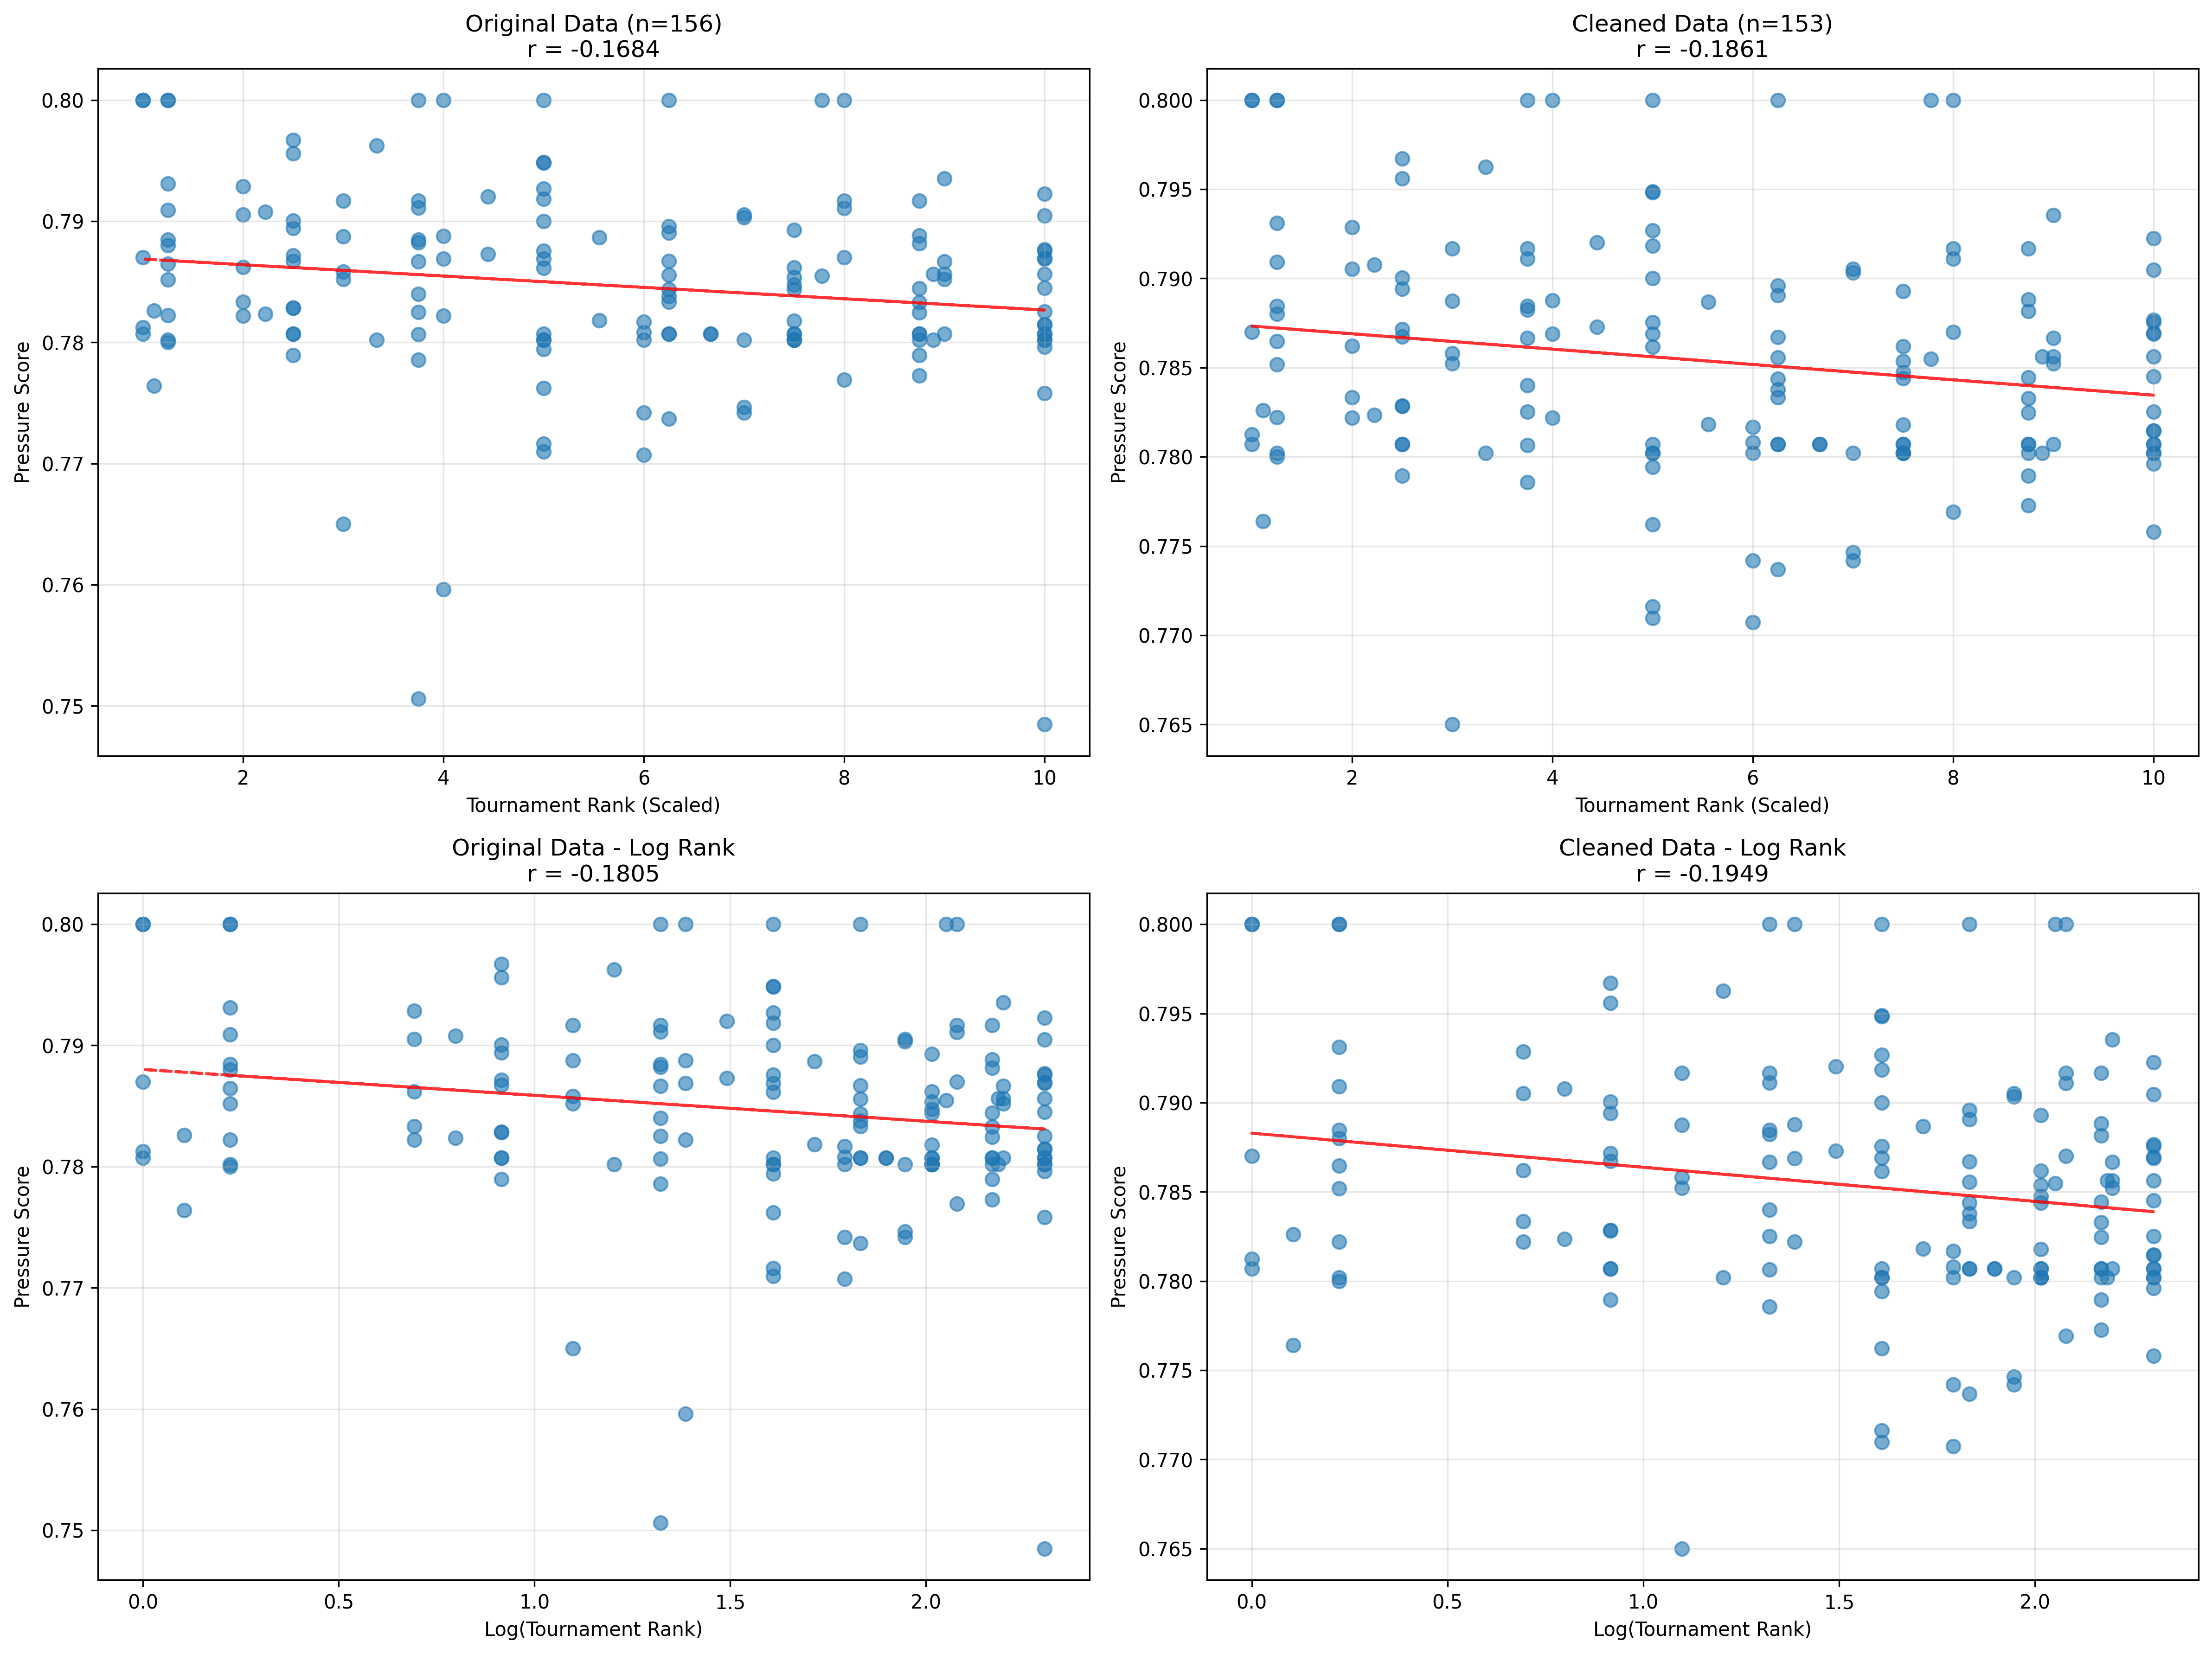 Original Data (n=156)
r = -0.1684
0.80
0.79
0.78
0.77
0.76
0.75
Pressure Score
2 4 6 8 10
Tournament Rank (Scaled)
Cleaned Data (n=153)
r = -0.1861
0.800
0.795
0.790
0.785
0.780
0.775
0.770
0.765
Pressure Score
2 4 6 8 10
Tournament Rank (Scaled)
Original Data - Log Rank
r = -0.1805
0.80
0.79
0.78
0.77
0.76
0.75
Pressure Score
0.0 0.5 1.0 1.5 2.0
Log(Tournament Rank)
Cleaned Data - Log Rank
r = -0.1949
0.800
0.795
0.790
0.785
0.780
0.775
0.770
0.765
Pressure Score
0.0 0.5 1.0 1.5 2.0
Log(Tournament Rank)